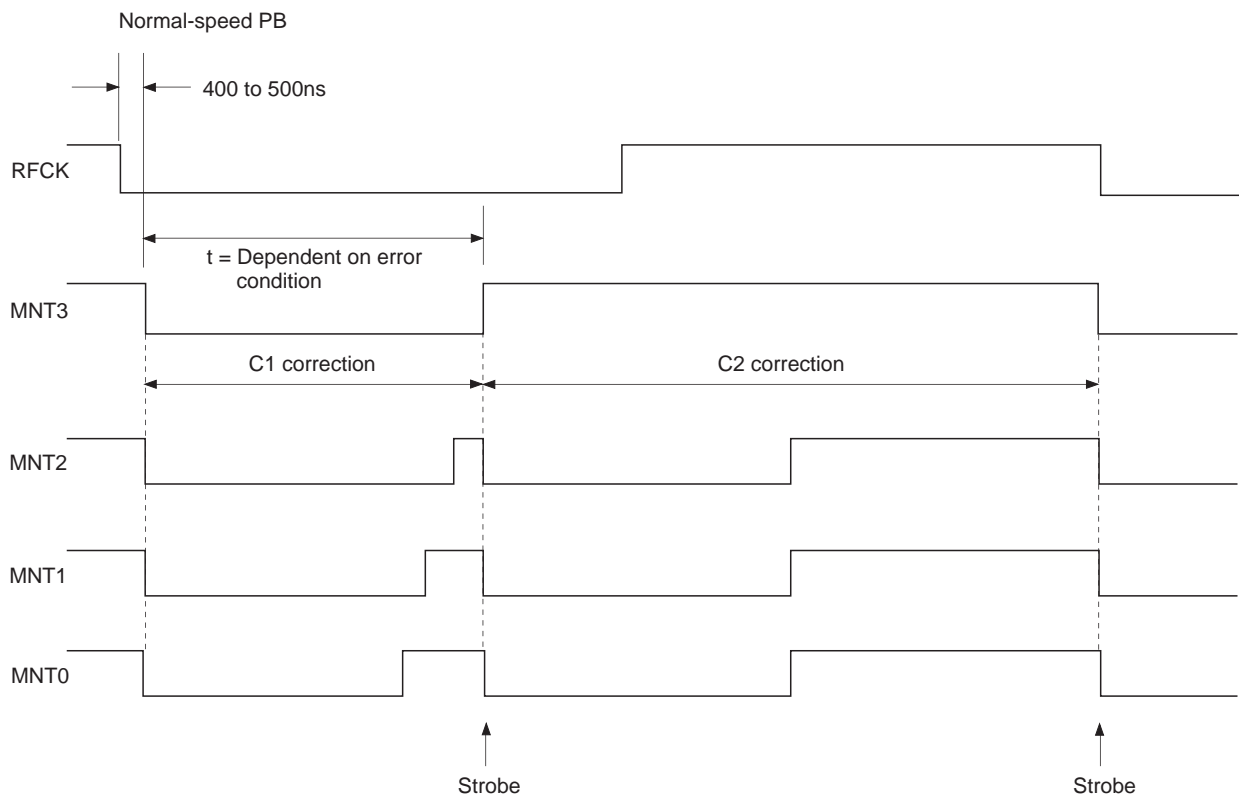 Normal-speed PB
400 to 500ns
RFCK
t = Dependent on error
condition
MNT3
C1 correction
C2 correction
MNT2
MNT1
MNT0
Strobe
Strobe